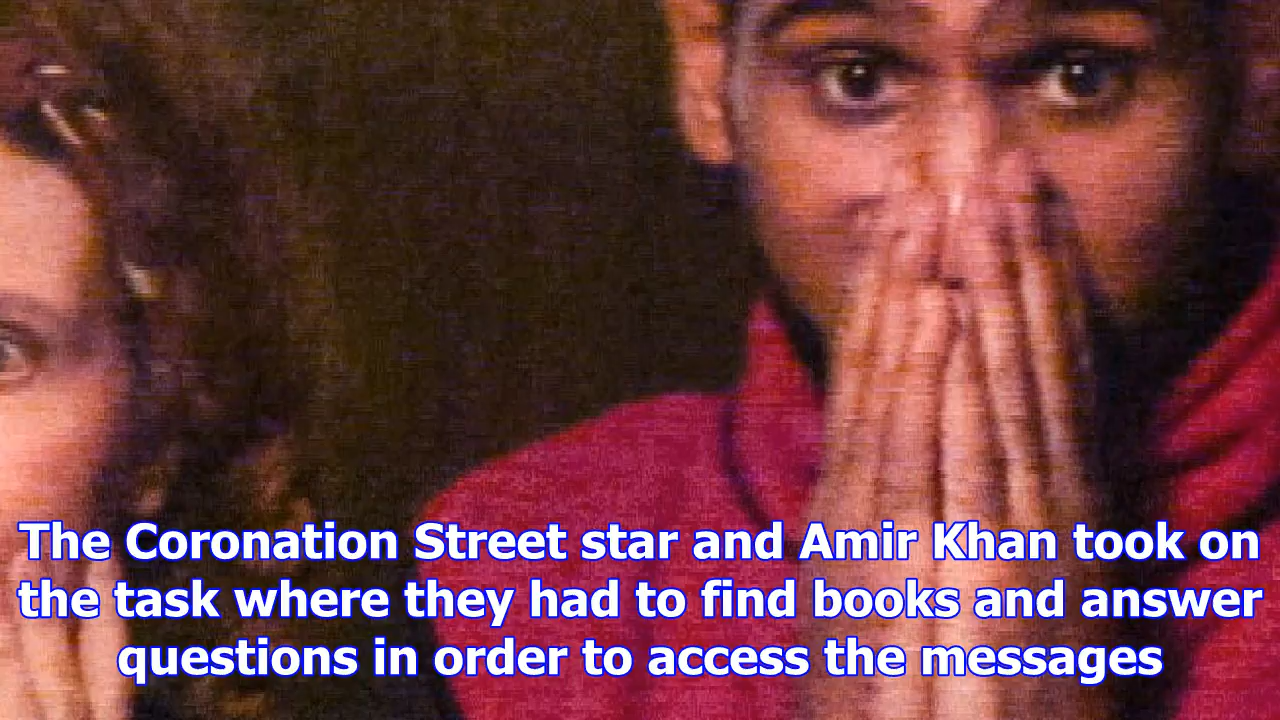 The Coronation Street star and Amir Khan took on
the task where they had to find books and answer
questions in order to access the messages